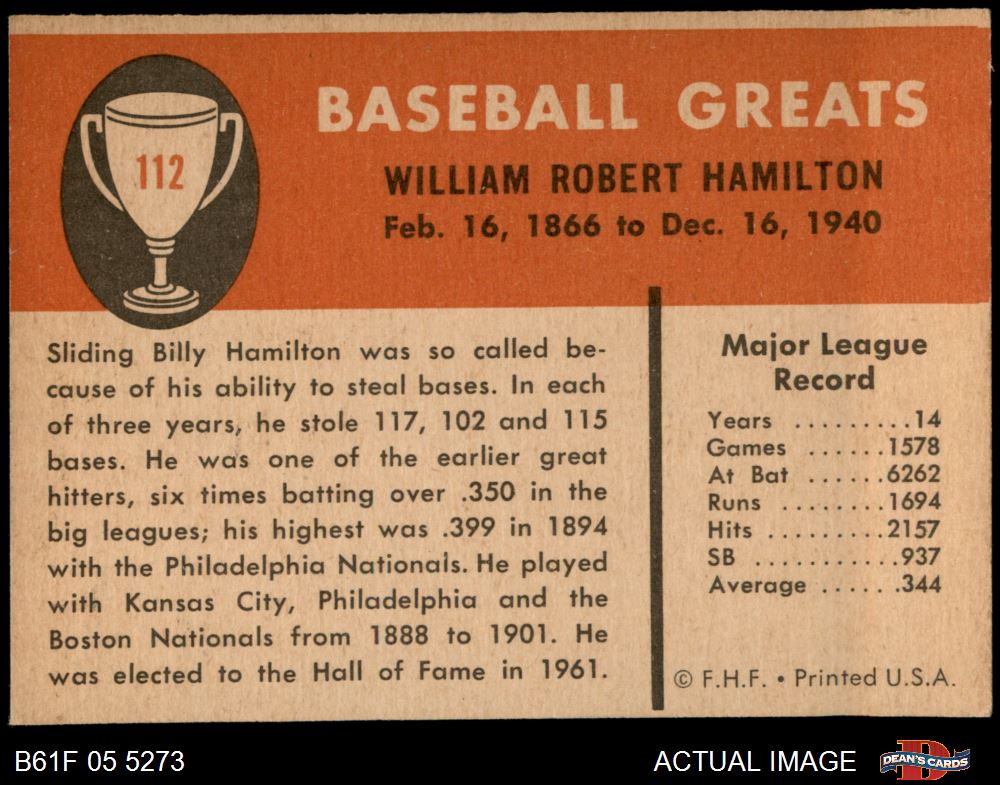 112
BASEBALL GREATS
WILLIAM ROBERT HAMILTON
Feb. 16, 1866 to Dec. 16, 1940
Sliding Billy Hamilton was so called be-
cause of his ability to steal bases. In each
of three years, he stole 117, 102 and 115
bases. He was one of the earlier great
hitters, six times batting over .350 in the
big leagues; his highest was .399 in 1894
with the Philadelphia Nationals. He played
with Kansas City, Philadelphia and the
Boston Nationals from 1888 to 1901. He
was elected to the Hall of Fame in 1961.
Major League
Record
Years .........14
Games ......1578
At Bat ......6262
Runs ........1694
Hits .........2157
SB ...........937
Average ......344
© F.H.F. • Printed U.S.A.
B61F 05 5273
ACTUAL IMAGE
D
DEAN'S CARDS